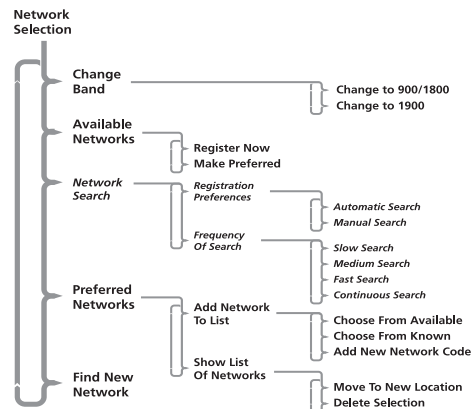 Network
Selection
Change
Band
Change to 900/1800
Change to 1900
Available
Networks
Register Now
Make Preferred
Network
Search
Registration
Preferences
Automatic Search
Manual Search
Frequency
Of Search
Slow Search
Medium Search
Fast Search
Continuous Search
Preferred
Networks
Add Network
To List
Choose From Available
Choose From Known
Add New Network Code
Show List
Of Networks
Move To New Location
Delete Selection
Find New
Network